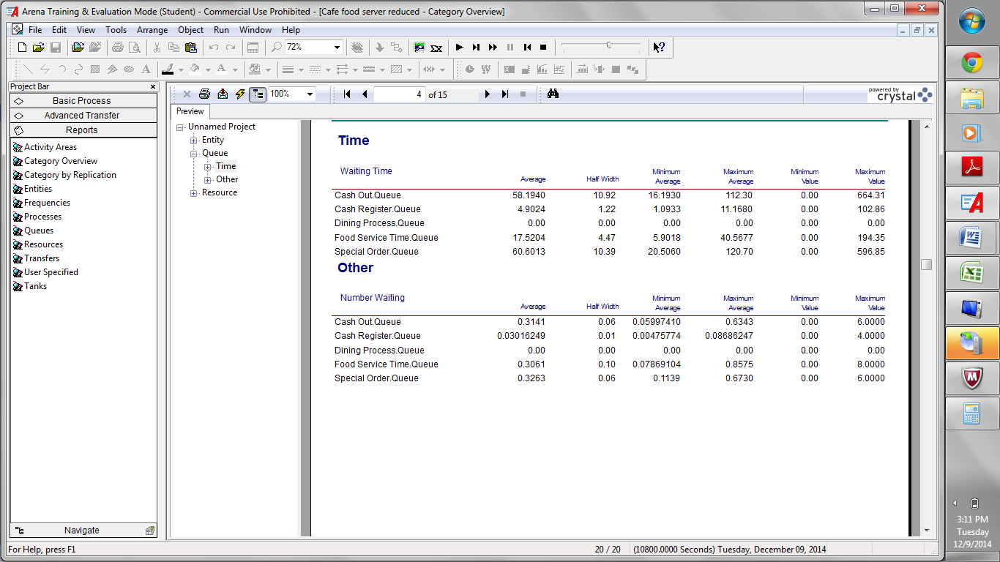 Arena Training & Evaluation Mode (Student) - Commercial Use Prohibited - [Cafe food server reduced - Category Overview]
File Edit View Tools Arrange Object Run Window Help
72%
Project Bar
Basic Process
Advanced Transfer
Reports
Activity Areas
Category Overview
Category by Replication
Entities
Frequencies
Processes
Queues
Resources
Transfers
User Specified
Tanks
Navigate
100% 4 of 15
powered by
crystal
Preview
Unnamed Project
Entity
Queue
Time
Other
Resource
Time
Waiting Time Average Half Width Minimum Average Maximum Average Minimum Value Maximum Value
Cash Out.Queue 58.1940 10.92 16.1930 112.30 0.00 664.31
Cash Register.Queue 4.9024 1.22 1.0933 11.1680 0.00 102.86
Dining Process.Queue 0.00 0.00 0.00 0.00 0.00 0.00
Food Service Time.Queue 17.5204 4.47 5.9018 40.5677 0.00 194.35
Special Order.Queue 60.6013 10.39 20.5060 120.70 0.00 596.85
Other
Number Waiting Average Half Width Minimum Average Maximum Average Minimum Value Maximum Value
Cash Out.Queue 0.3141 0.06 0.05997410 0.6343 0.00 6.0000
Cash Register.Queue 0.03016249 0.01 0.00475774 0.08686247 0.00 4.0000
Dining Process.Queue 0.00 0.00 0.00 0.00 0.00 0.00
Food Service Time.Queue 0.3061 0.10 0.07869104 0.8575 0.00 8.0000
Special Order.Queue 0.3263 0.06 0.1139 0.6730 0.00 6.0000
For Help, press F1
20 / 20 (10800.0000 Seconds) Tuesday, December 09, 2014
3:11 PM
Tuesday
12/9/2014